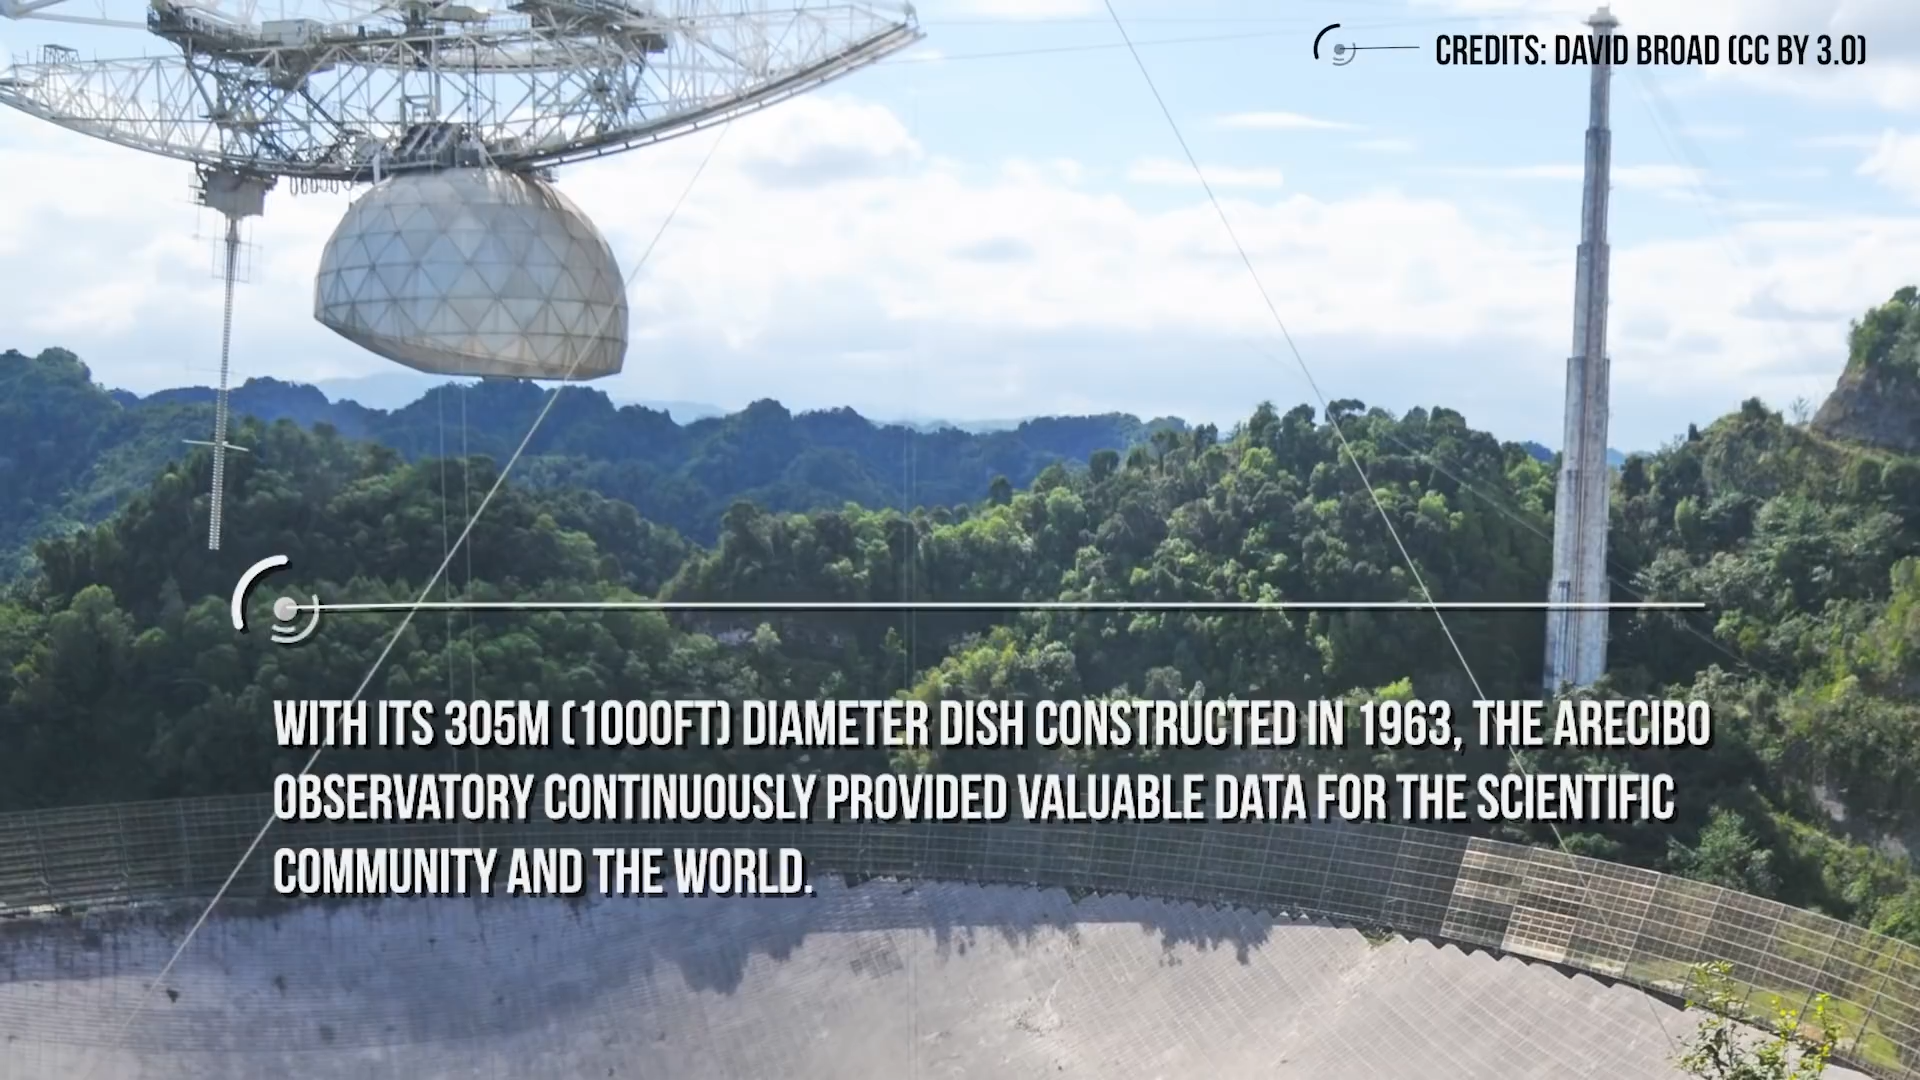 CREDITS: DAVID BROAD (CC BY 3.0)
WITH ITS 305M (1000FT) DIAMETER DISH CONSTRUCTED IN 1963, THE ARECIBO
OBSERVATORY CONTINUOUSLY PROVIDED VALUABLE DATA FOR THE SCIENTIFIC
COMMUNITY AND THE WORLD.